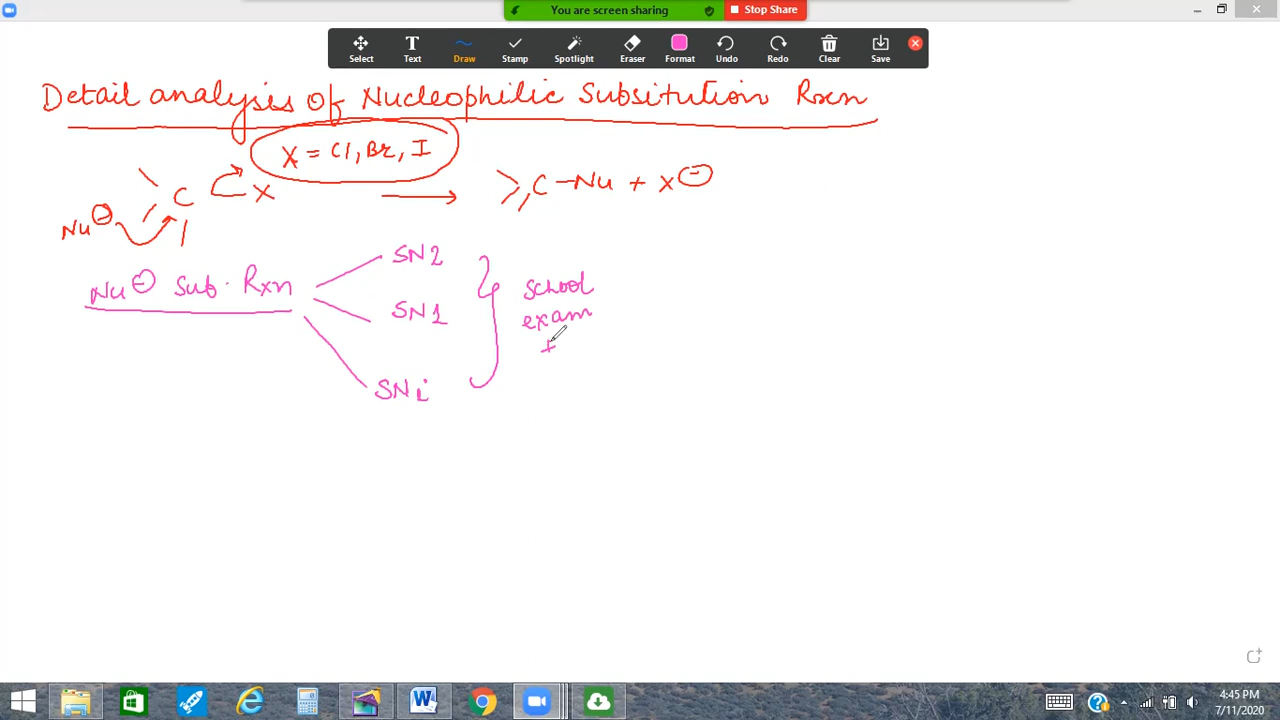 You are screen sharing
Stop Share
Select Text Draw Stamp Spotlight Eraser Format Undo Redo Clear Save
Detail analysis of Nucleophilic Subsitution Rxn
X = Cl, Br, I
Nu⊖ C X → C-Nu + X⊖
Nu⊖ Sub. Rxn
SN2
SN1
SNi
School
exam
+
4:45 PM
7/11/2020